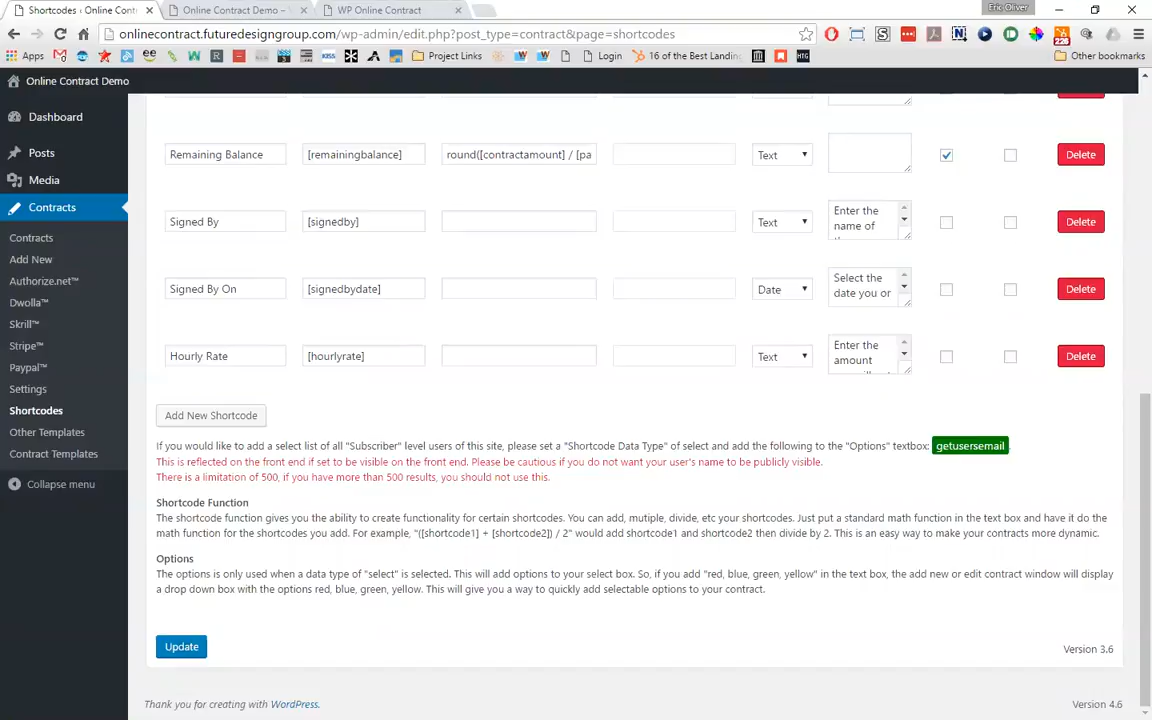 Shortcodes ‹ Online Cont
Online Contract Demo –
WP Online Contract
Eric Oliver
onlinecontract.futuredesigngroup.com/wp-admin/edit.php?post_type=contract&page=shortcodes
Apps
Project Links
Login
16 of the Best Landin
Other bookmarks
Online Contract Demo
Dashboard
Posts
Media
Contracts
Contracts
Add New
Authorize.net™
Dwolla™
Skrill™
Stripe™
Paypal™
Settings
Shortcodes
Other Templates
Contract Templates
Collapse menu
Remaining Balance [remainingbalance] round([contractamount] / [pa Text Delete
Signed By [signedby] Text Enter the name of Delete
Signed By On [signedbydate] Date Select the date you or Delete
Hourly Rate [hourlyrate] Text Enter the amount Delete
Add New Shortcode
If you would like to add a select list of all "Subscriber" level users of this site, please set a "Shortcode Data Type" of select and add the following to the "Options" textbox: getusersemail
This is reflected on the front end if set to be visible on the front end. Please be cautious if you do not want your user's name to be publicly visible.
There is a limitation of 500, if you have more than 500 results, you should not use this.
Shortcode Function
The shortcode function gives you the ability to create functionality for certain shortcodes. You can add, mutiple, divide, etc your shortcodes. Just put a standard math function in the text box and have it do the
math function for the shortcodes you add. For example, "([shortcode1] + [shortcode2]) / 2" would add shortcode1 and shortcode2 then divide by 2. This is an easy way to make your contracts more dynamic.
Options
The options is only used when a data type of "select" is selected. This will add options to your select box. So, if you add "red, blue, green, yellow" in the text box, the add new or edit contract window will display
a drop down box with the options red, blue, green, yellow. This will give you a way to quickly add selectable options to your contract.
Update
Version 3.6
Thank you for creating with WordPress.
Version 4.6